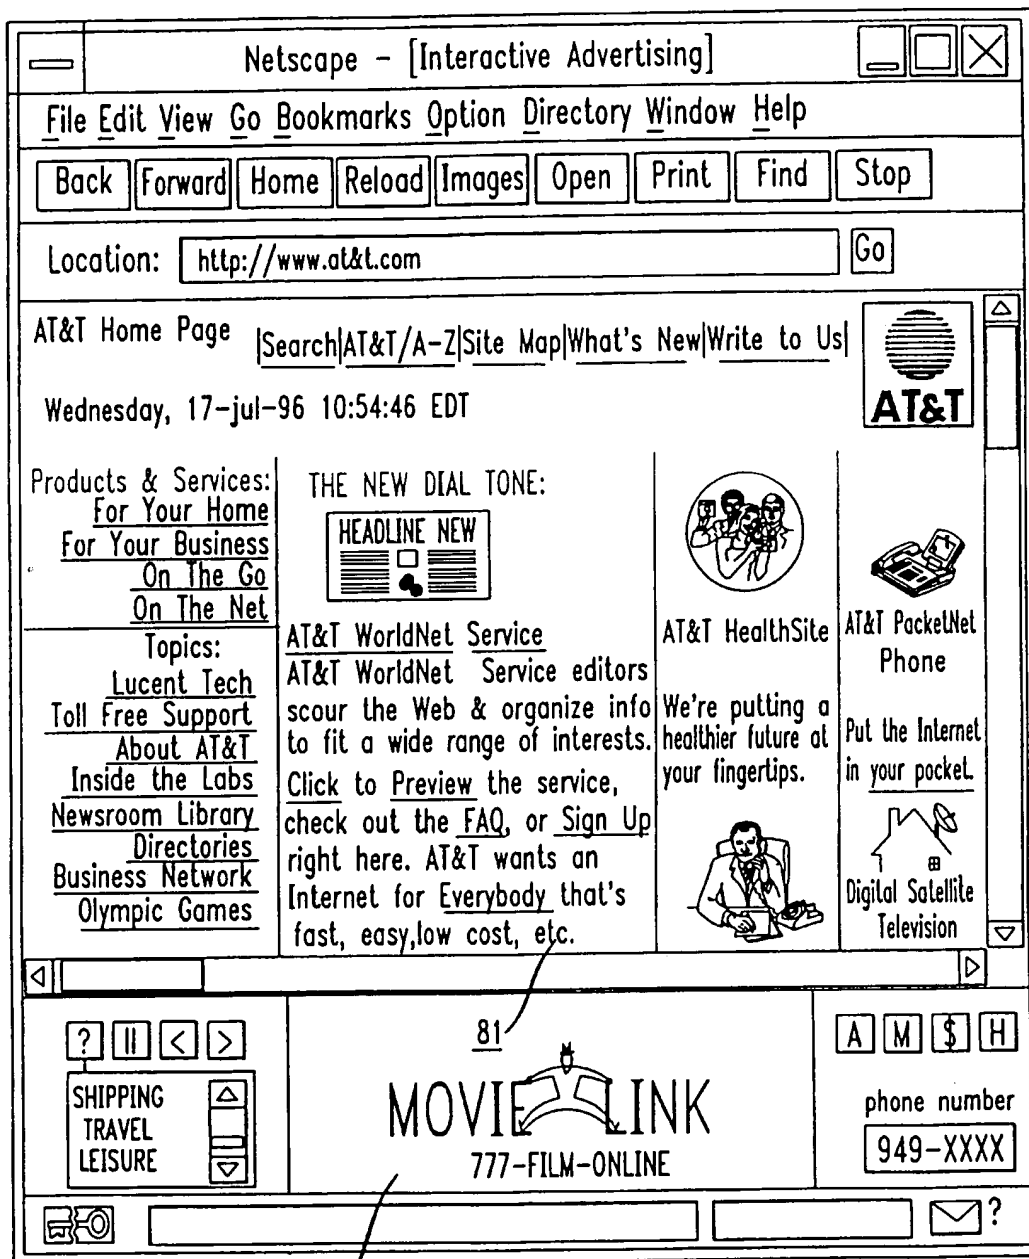 Netscape - [Interactive Advertising]
File Edit View Go Bookmarks Option Directory Window Help
Back Forward Home Reload Images Open Print Find Stop
Location: http://www.at&t.com Go
AT&T Home Page |Search|AT&T/A-Z|Site Map|What's New|Write to Us|
AT&T
Wednesday, 17-jul-96 10:54:46 EDT
Products & Services:
For Your Home
For Your Business
On The Go
On The Net
Topics:
Lucent Tech
Toll Free Support
About AT&T
Inside the Labs
Newsroom Library
Directories
Business Network
Olympic Games
THE NEW DIAL TONE:
HEADLINE NEW
AT&T WorldNet Service
AT&T WorldNet Service editors
scour the Web & organize info
to fit a wide range of interests.
Click to Preview the service,
check out the FAQ, or Sign Up
right here. AT&T wants an
Internet for Everybody that's
fast, easy,low cost, etc.
AT&T HealthSite
We're putting a
healthier future at
your fingertips.
AT&T PacketNet
Phone
Put the Internet
in your pocket.
Digital Satellite
Television
? || < >
SHIPPING
TRAVEL
LEISURE
81
MOVIE LINK
777-FILM-ONLINE
A M $ H
phone number
949-XXXX
?